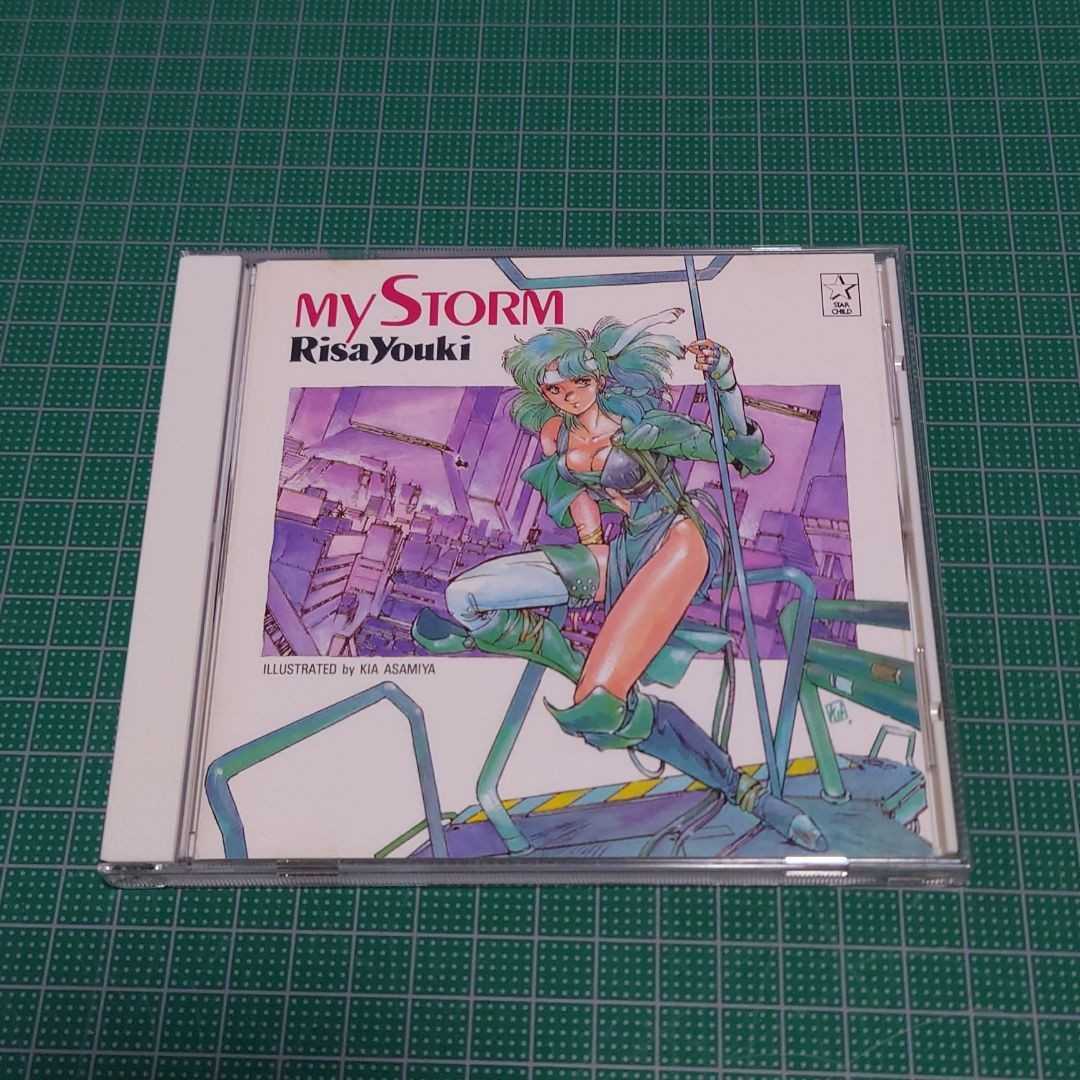 My STORM
Risa Youki
STAR
CHILD
ILLUSTRATED by KIA ASAMIYA
KIA